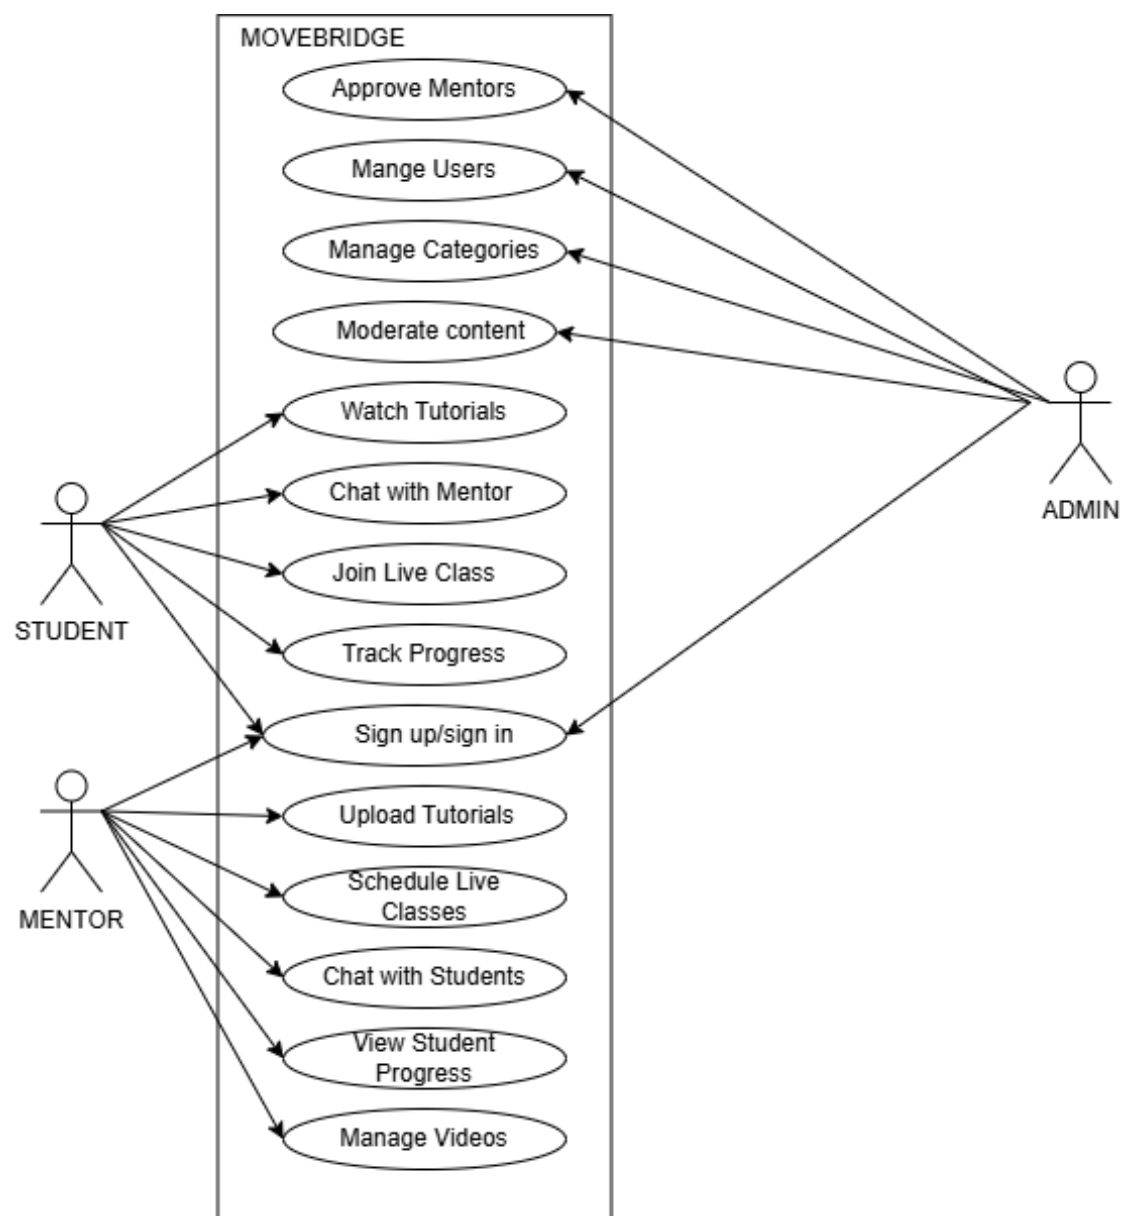 MOVEBRIDGE
Approve Mentors
Mange Users
Manage Categories
Moderate content
Watch Tutorials
Chat with Mentor
ADMIN
Join Live Class
STUDENT
Track Progress
Sign up/sign in
Upload Tutorials
Schedule Live
Classes
MENTOR
Chat with Students
View Student
Progress
Manage Videos